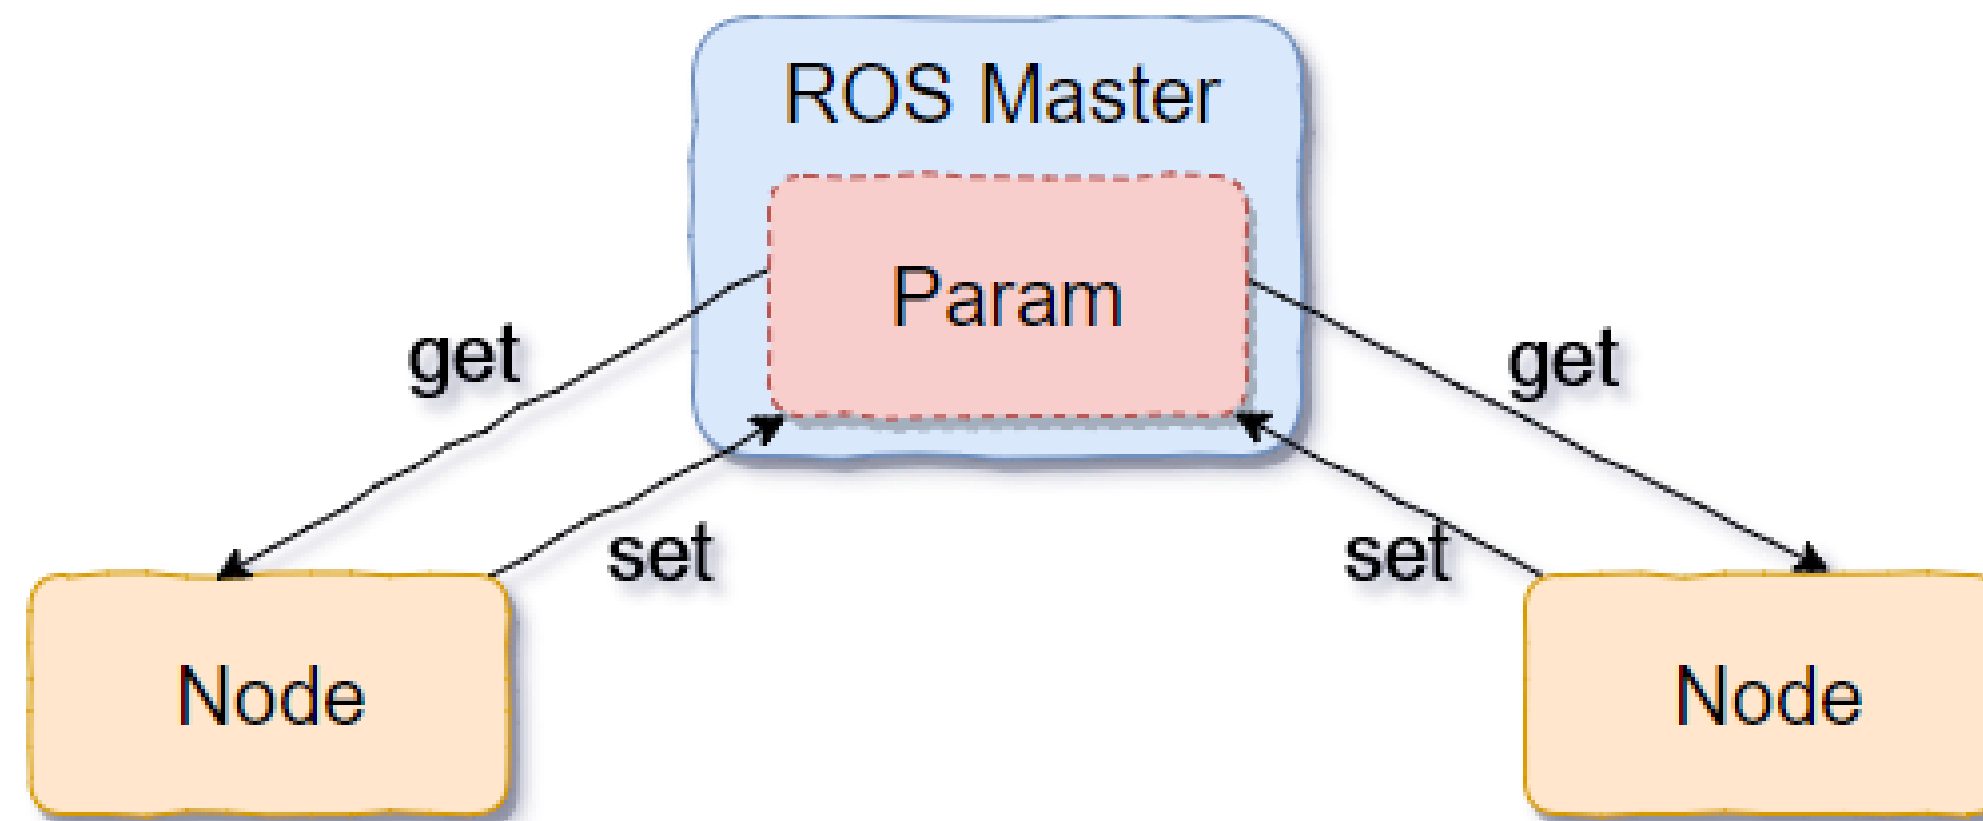 ROS Master
Param
get
get
set
set
Node
Node